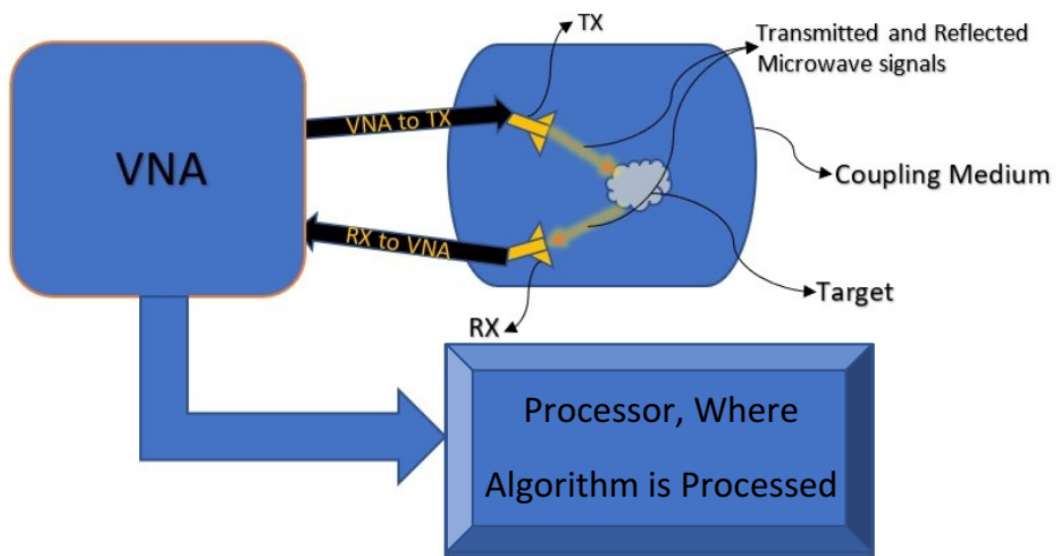 TX
Transmitted and Reflected
Microwave signals
VNA to TX
VNA
Coupling Medium
RX to VNA
Target
RX
Processor, Where
Algorithm is Processed